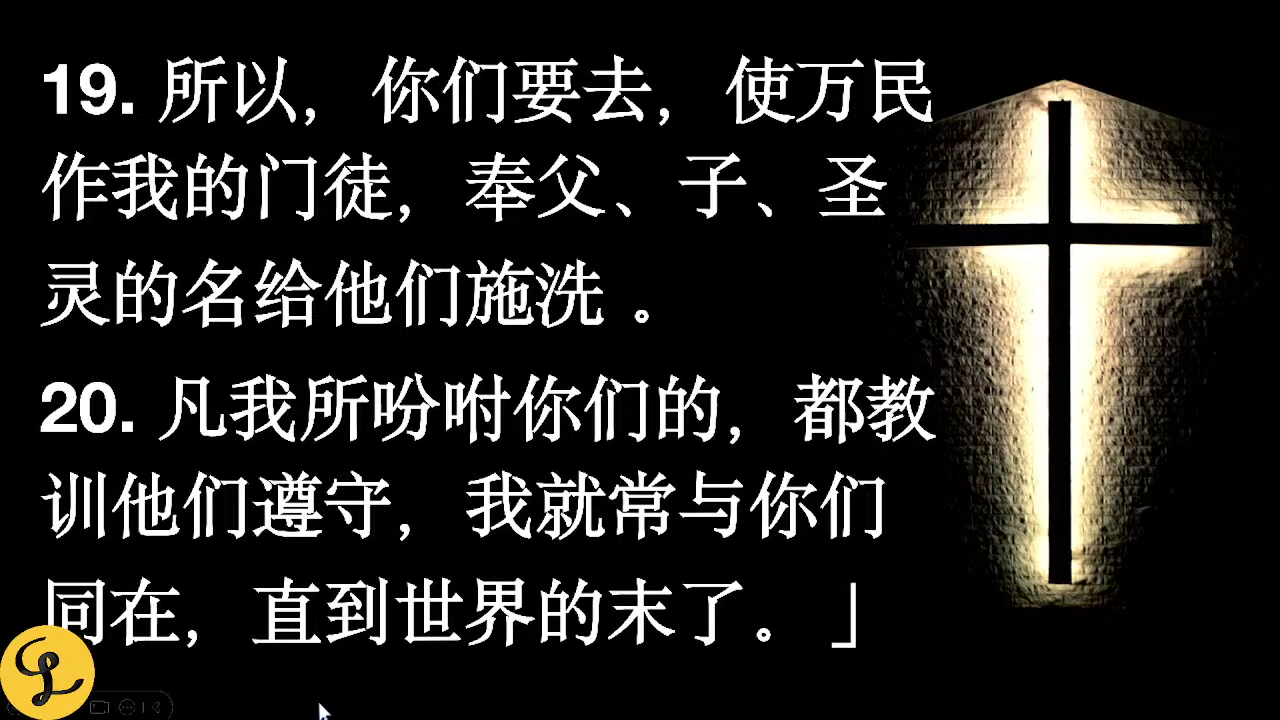 19. 所以，你们要去，使万民
作我的门徒，奉父、子、圣
灵的名给他们施洗 。
20. 凡我所吩咐你们的，都教
训他们遵守，我就常与你们
同在，直到世界的末了。」